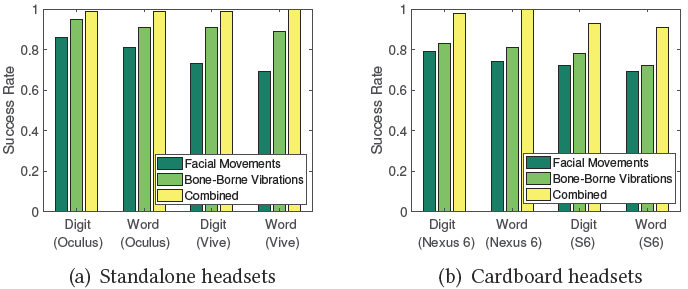 Success Rate
1
0.8
0.6
0.4
0.2
0
Facial Movements
Bone-Borne Vibrations
Combined
Digit Word Digit Word
(Oculus) (Oculus) (Vive) (Vive)
(a) Standalone headsets
Success Rate
1
0.8
0.6
0.4
0.2
0
Facial Movements
Bone-Borne Vibrations
Combined
Digit Word Digit Word
(Nexus 6) (Nexus 6) (S6) (S6)
(b) Cardboard headsets